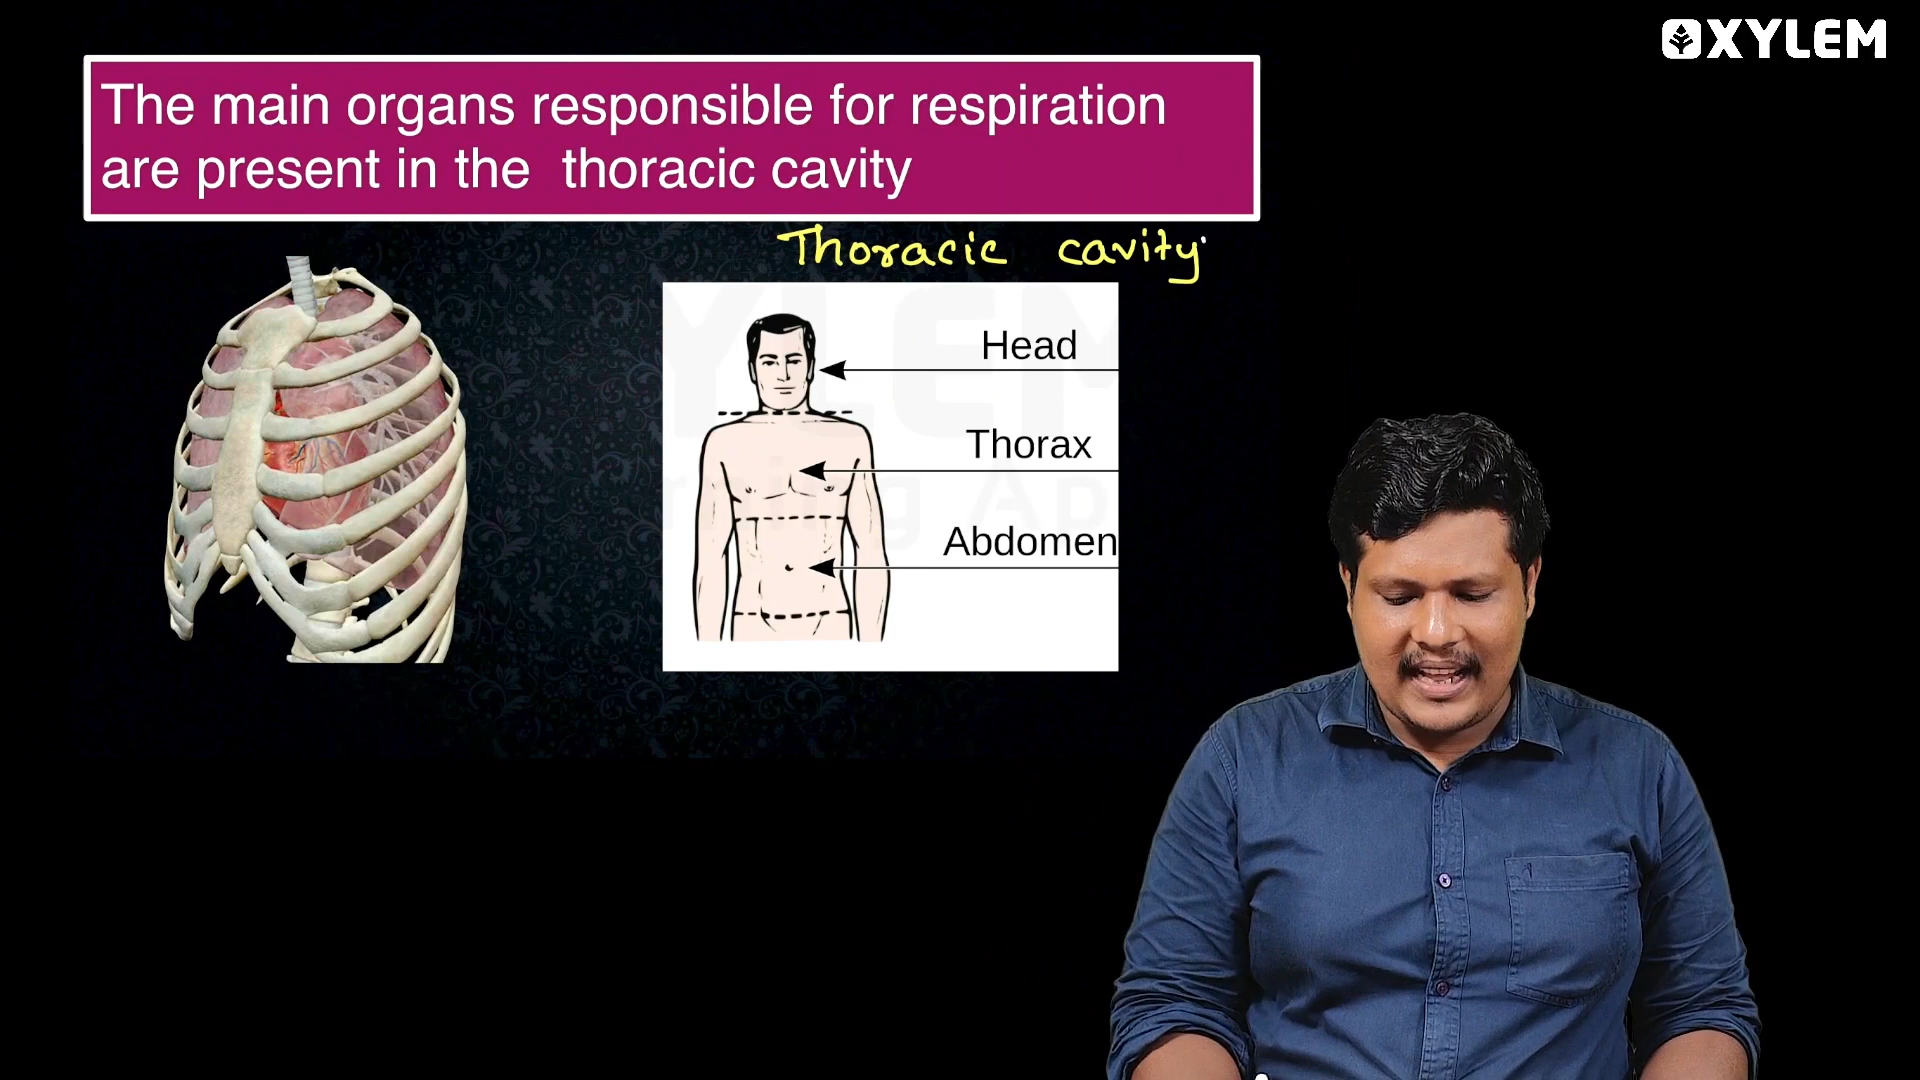 XYLEM
The main organs responsible for respiration
are present in the thoracic cavity
Thoracic cavity
Head
Thorax
Abdomen